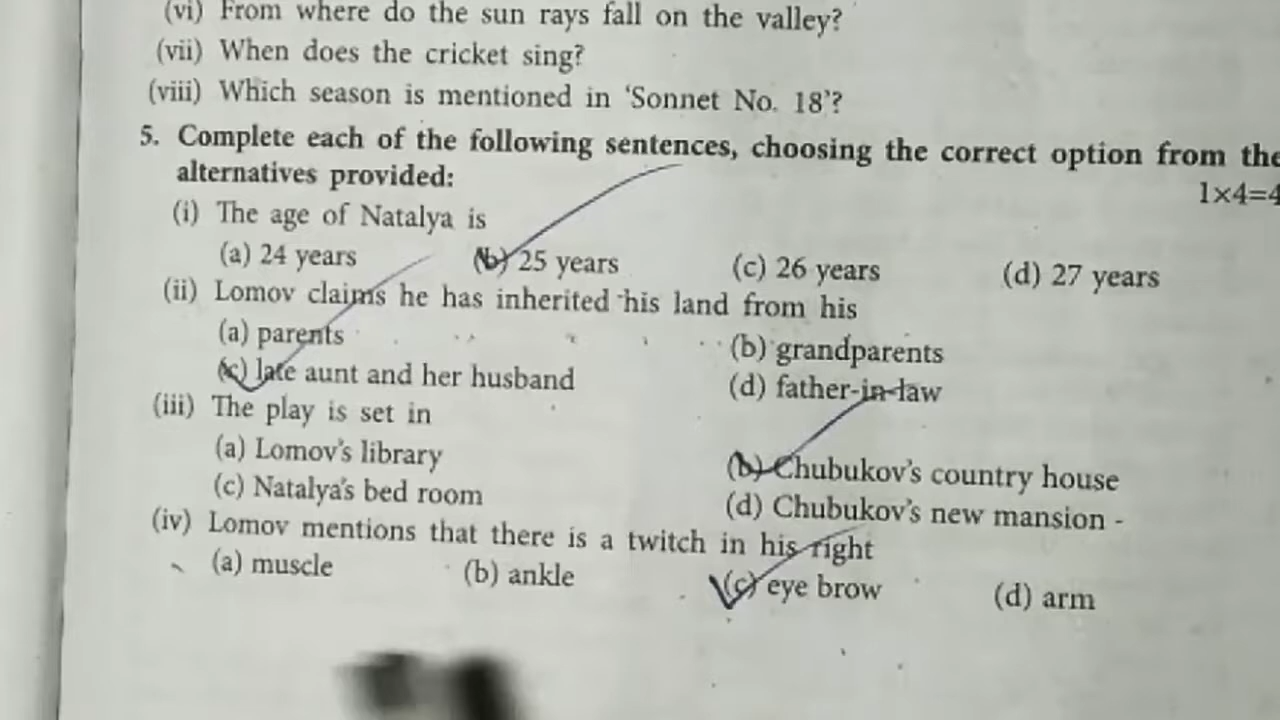 (vi) From where do the sun rays fall on the valley?
(vii) When does the cricket sing?
(viii) Which season is mentioned in 'Sonnet No. 18'?
5. Complete each of the following sentences, choosing the correct option from the
alternatives provided:
1×4=4
(i) The age of Natalya is
(a) 24 years (b) 25 years (c) 26 years (d) 27 years
(ii) Lomov claims he has inherited his land from his
(a) parents (b) grandparents
(c) late aunt and her husband (d) father-in-law
(iii) The play is set in
(a) Lomov's library (b) Chubukov's country house
(c) Natalya's bed room (d) Chubukov's new mansion -
(iv) Lomov mentions that there is a twitch in his right
(a) muscle (b) ankle (c) eye brow (d) arm